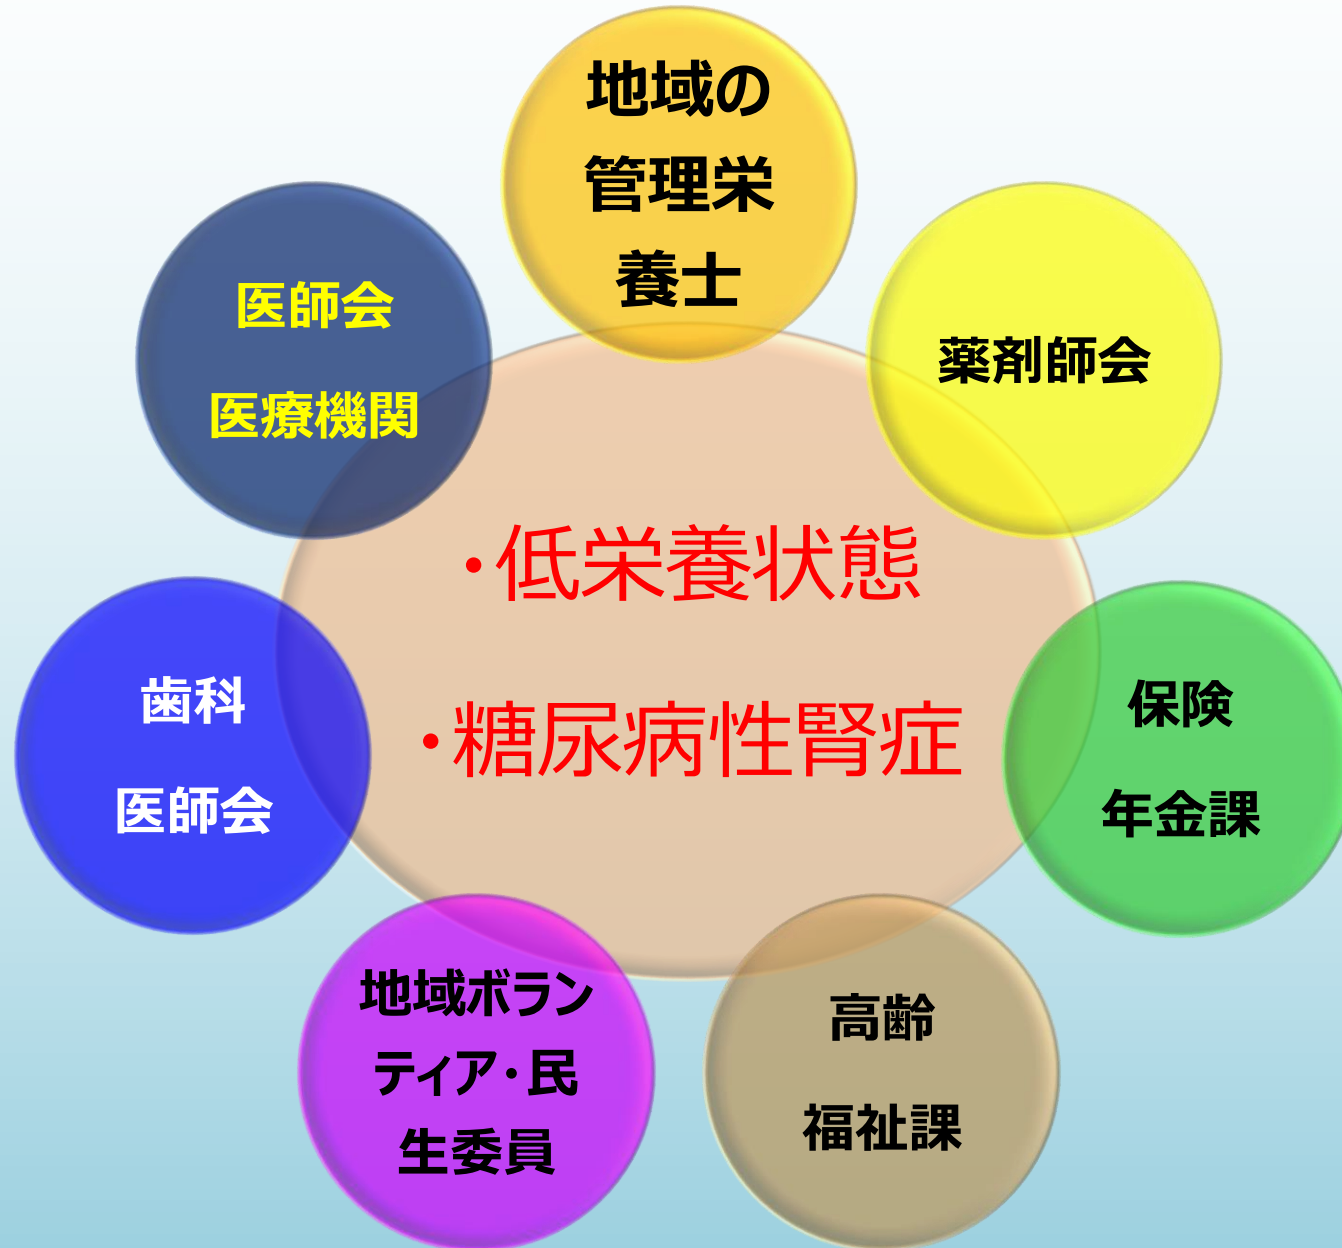 地域の
管理栄
養士
医師会
医療機関
薬剤師会
・低栄養状態
・糖尿病性腎症
歯科
医師会
保険
年金課
地域ボラン
ティア・民
生委員
高齢
福祉課